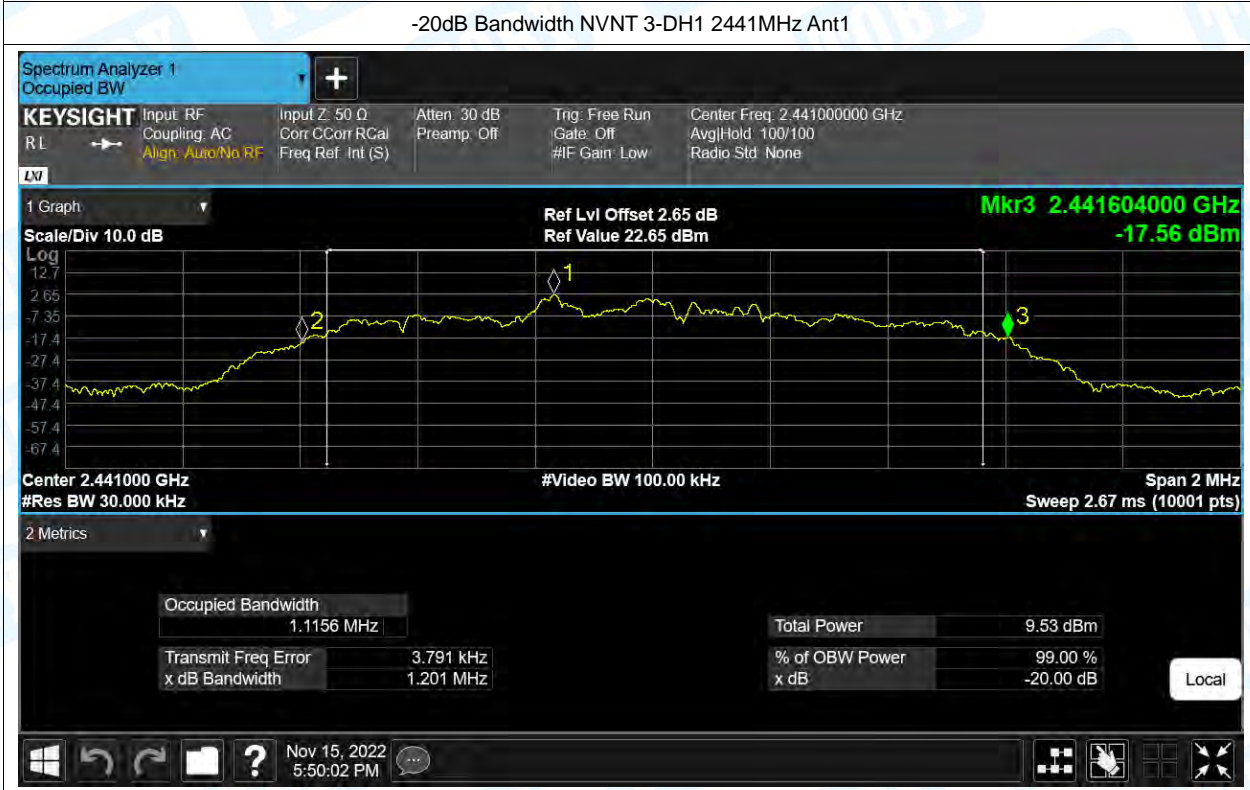 -20dB Bandwidth NVNT 3-DH1 2441MHz Ant1
Spectrum Analyzer 1
Occupied BW
+
KEYSIGHT Input: RF Input Z: 50 Ω Atten: 30 dB Trig: Free Run Center Freq: 2.441000000 GHz
RL Coupling: AC Corr CCorr RCal Preamp: Off Gate: Off Avg|Hold: 100/100
Align: Auto/No RF Freq Ref: Int (S) #IF Gain: Low Radio Std: None
LXI
1 Graph Ref Lvl Offset 2.65 dB Mkr3 2.441604000 GHz
Scale/Div 10.0 dB Ref Value 22.65 dBm -17.56 dBm
Log
12.7
2.65
-7.35
-17.4
-27.4
-37.4
-47.4
-57.4
-67.4
1
2
3
Center 2.441000 GHz #Video BW 100.00 kHz Span 2 MHz
#Res BW 30.000 kHz Sweep 2.67 ms (10001 pts)
2 Metrics
Occupied Bandwidth
1.1156 MHz Total Power 9.53 dBm
Transmit Freq Error 3.791 kHz % of OBW Power 99.00 %
x dB Bandwidth 1.201 MHz x dB -20.00 dB
Local
? Nov 15, 2022
5:50:02 PM